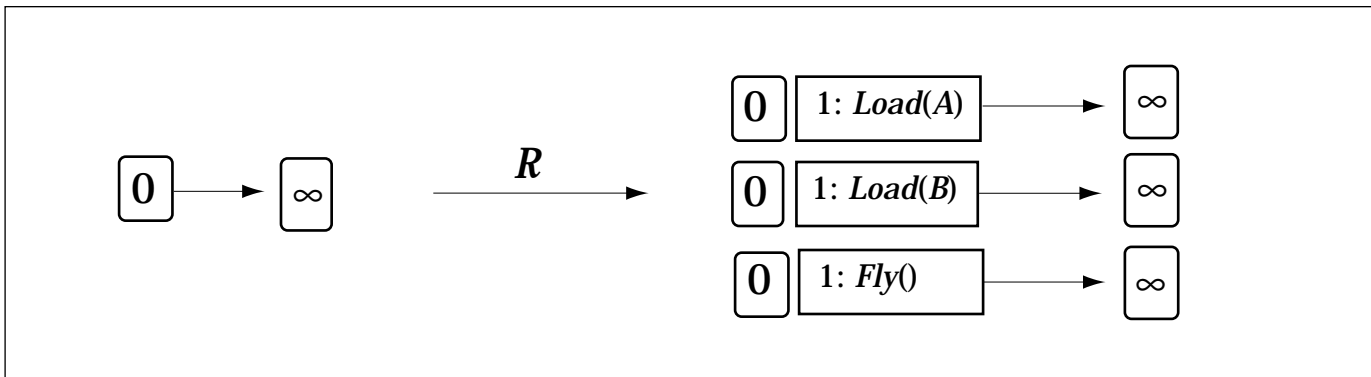 0 1: Load(A) ∞
0 ∞ R 0 1: Load(B) ∞
0 1: Fly() ∞